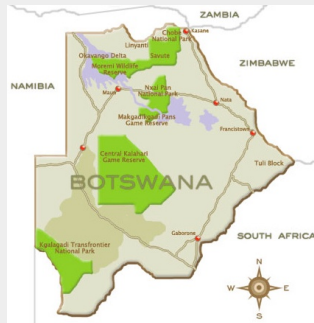 ZAMBIA
Chobe
National Park
Kasane
Linyanti
Savute
Okavango Delta
Moremi Wildlife
Reserve
ZIMBABWE
NAMIBIA
Maun
Nxai Pan
National Park
Nata
Makgadikgadi Pans
Game Reserve
Francistown
Central Kalahari
Game Reserve
Tuli Block
BOTSWANA
Gaborone
SOUTH AFRICA
Kgalagadi Transfrontier
National Park
N
W
E
S